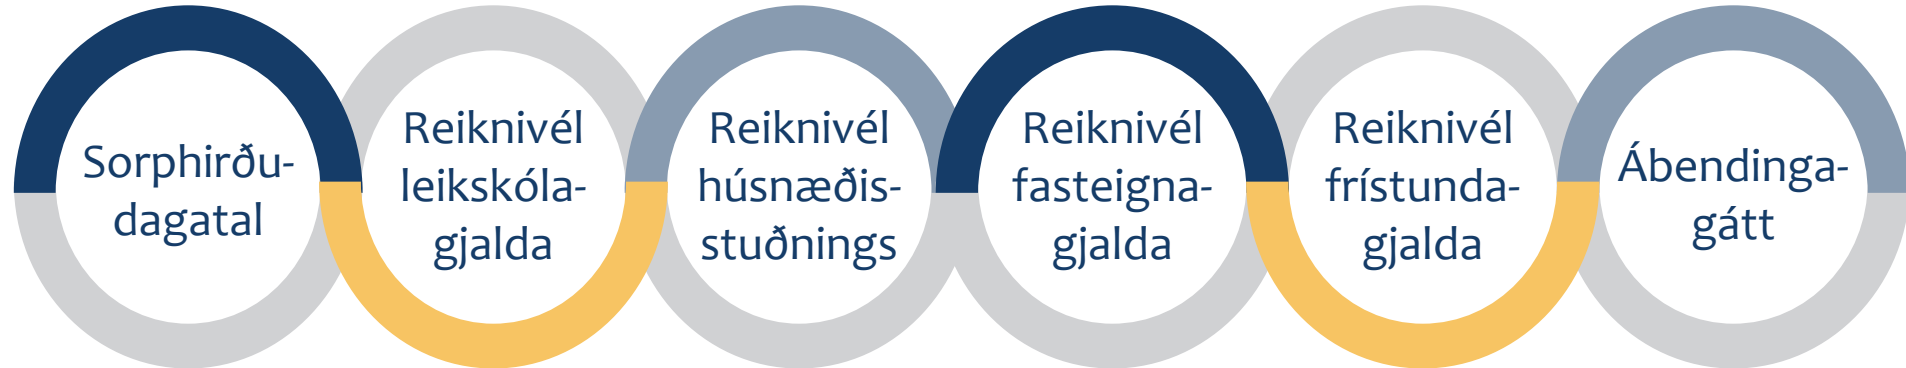 Sorphirðu-
dagatal
Reiknivél
leikskóla-
gjalda
Reiknivél
húsnæðis-
stuðnings
Reiknivél
fasteigna-
gjalda
Reiknivél
frístunda-
gjalda
Ábendinga-
gátt